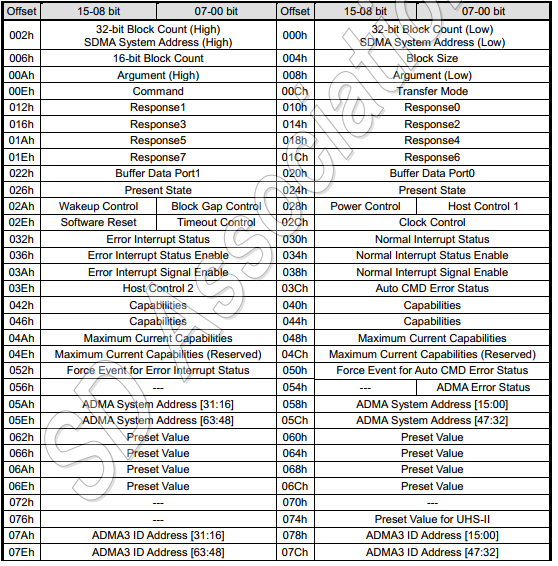 Offset 15-08 bit 07-00 bit Offset 15-08 bit 07-00 bit
002h 32-bit Block Count (High) 000h 32-bit Block Count (Low)
SDMA System Address (High) SDMA System Address (Low)
006h 16-bit Block Count 004h Block Size
00Ah Argument (High) 008h Argument (Low)
00Eh Command 00Ch Transfer Mode
012h Response1 010h Response0
016h Response3 014h Response2
01Ah Response5 018h Response4
01Eh Response7 01Ch Response6
022h Buffer Data Port1 020h Buffer Data Port0
026h Present State 024h Present State
02Ah Wakeup Control Block Gap Control 028h Power Control Host Control 1
02Eh Software Reset Timeout Control 02Ch Clock Control
032h Error Interrupt Status 030h Normal Interrupt Status
036h Error Interrupt Status Enable 034h Normal Interrupt Status Enable
03Ah Error Interrupt Signal Enable 038h Normal Interrupt Signal Enable
03Eh Host Control 2 03Ch Auto CMD Error Status
042h Capabilities 040h Capabilities
046h Capabilities 044h Capabilities
04Ah Maximum Current Capabilities 048h Maximum Current Capabilities
04Eh Maximum Current Capabilities (Reserved) 04Ch Maximum Current Capabilities (Reserved)
052h Force Event for Error Interrupt Status 050h Force Event for Auto CMD Error Status
056h --- 054h --- ADMA Error Status
05Ah ADMA System Address [31:16] 058h ADMA System Address [15:00]
05Eh ADMA System Address [63:48] 05Ch ADMA System Address [47:32]
062h Preset Value 060h Preset Value
066h Preset Value 064h Preset Value
06Ah Preset Value 068h Preset Value
06Eh Preset Value 06Ch Preset Value
072h --- 070h ---
076h --- 074h Preset Value for UHS-II
07Ah ADMA3 ID Address [31:16] 078h ADMA3 ID Address [15:00]
07Eh ADMA3 ID Address [63:48] 07Ch ADMA3 ID Address [47:32]
SD Association